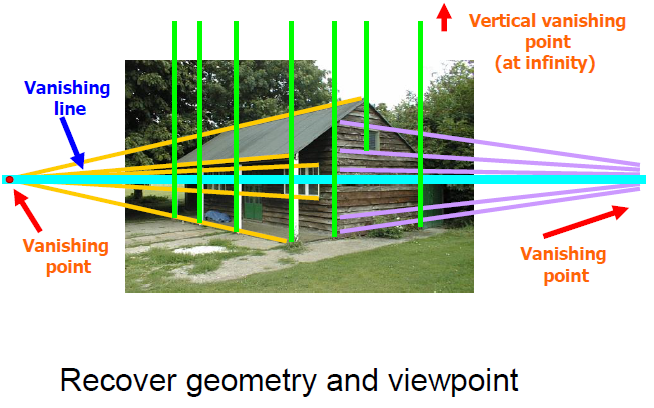 Vertical vanishing
point
(at infinity)
Vanishing
line
Vanishing
point
Vanishing
point
Recover geometry and viewpoint